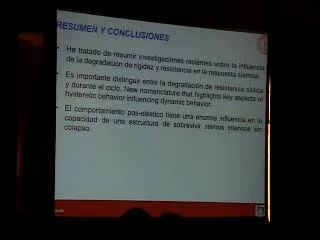 RESUMEN Y CONCLUSIONES
• He tratado de resumir investigaciones recientes sobre la influencia
de la degradación de rigidez y resistencia en la respuesta sísmica.
• Es importante distinguir entre la degradación de resistencia cíclica
y durante el ciclo. New nomenclature that highlights key aspects of
hysteretic behavior influencing dynamic behavior.
• El comportamiento pos-elástico tiene una enorme influencia en la
capacidad de una estructura de sobrevivir sismos intensos sin
colapso.